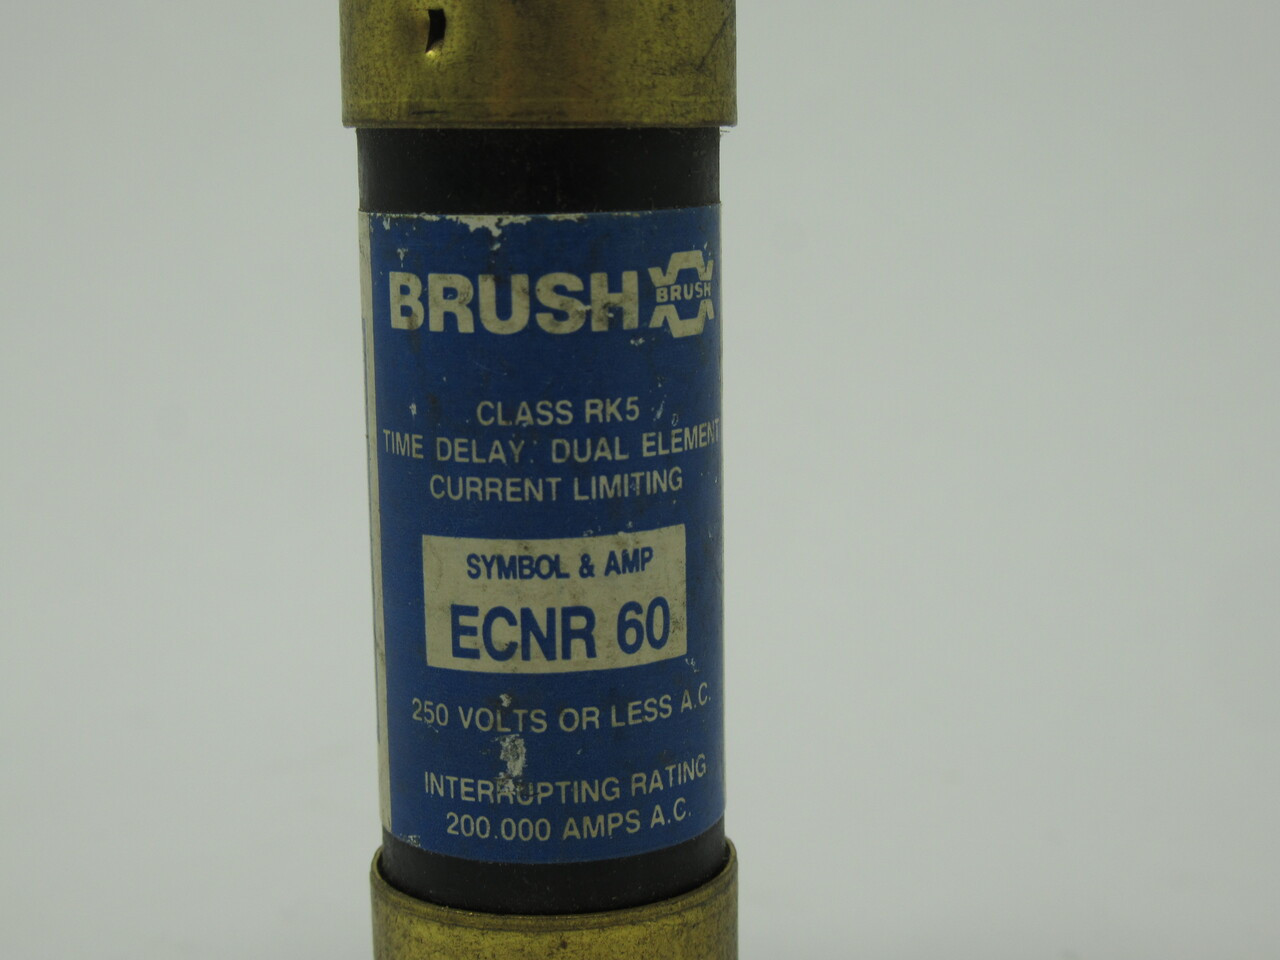 BRUSH BRUSH
CLASS RK5
TIME DELAY. DUAL ELEMENT
CURRENT LIMITING
SYMBOL & AMP
ECNR 60
250 VOLTS OR LESS A.C.
INTERRUPTING RATING
200.000 AMPS A.C.